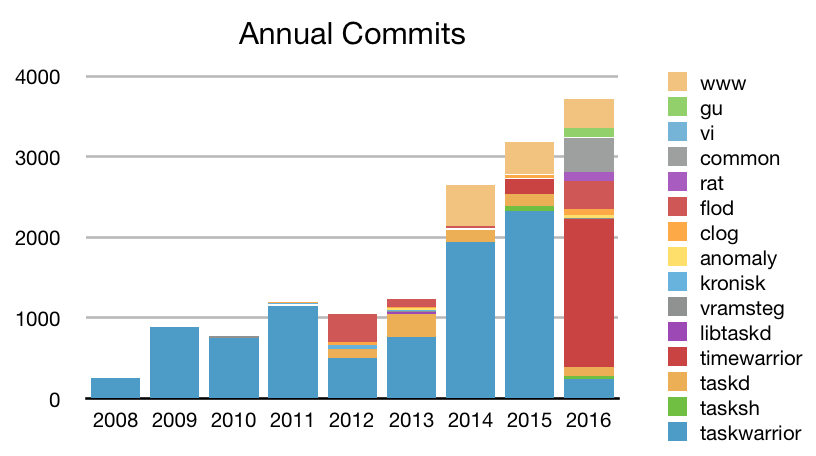 Annual Commits
4000
3000
2000
1000
0
2008 2009 2010 2011 2012 2013 2014 2015 2016
www
gu
vi
common
rat
flod
clog
anomaly
kronisk
vramsteg
libtaskd
timewarrior
taskd
tasksh
taskwarrior